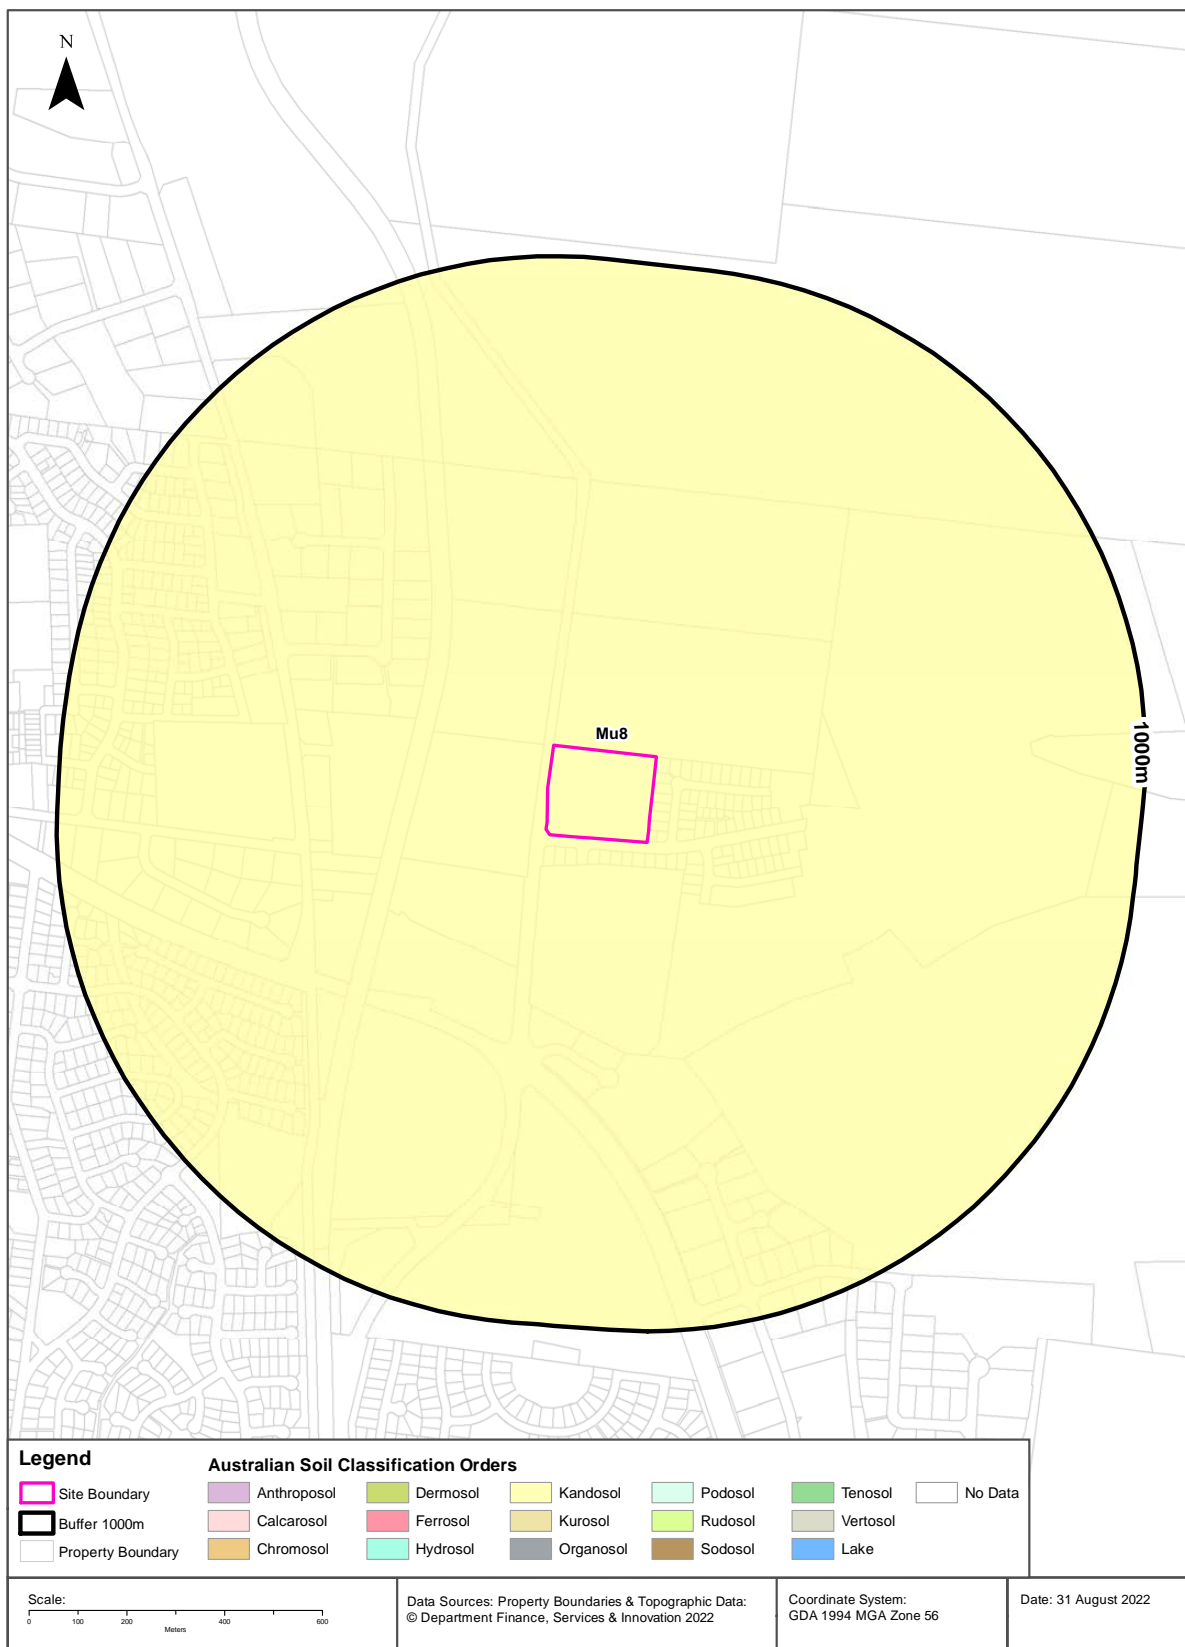 N
Mu8
1000m
Legend
Site Boundary
Buffer 1000m
Property Boundary
Australian Soil Classification Orders
Anthroposol
Calcarosol
Chromosol
Dermosol
Ferrosol
Hydrosol
Kandosol
Kurosol
Organosol
Podosol
Rudosol
Sodosol
Tenosol
Vertosol
Lake
No Data
Scale:
0 100 200 400 600
Meters
Data Sources: Property Boundaries & Topographic Data:
© Department Finance, Services & Innovation 2022
Coordinate System:
GDA 1994 MGA Zone 56
Date: 31 August 2022